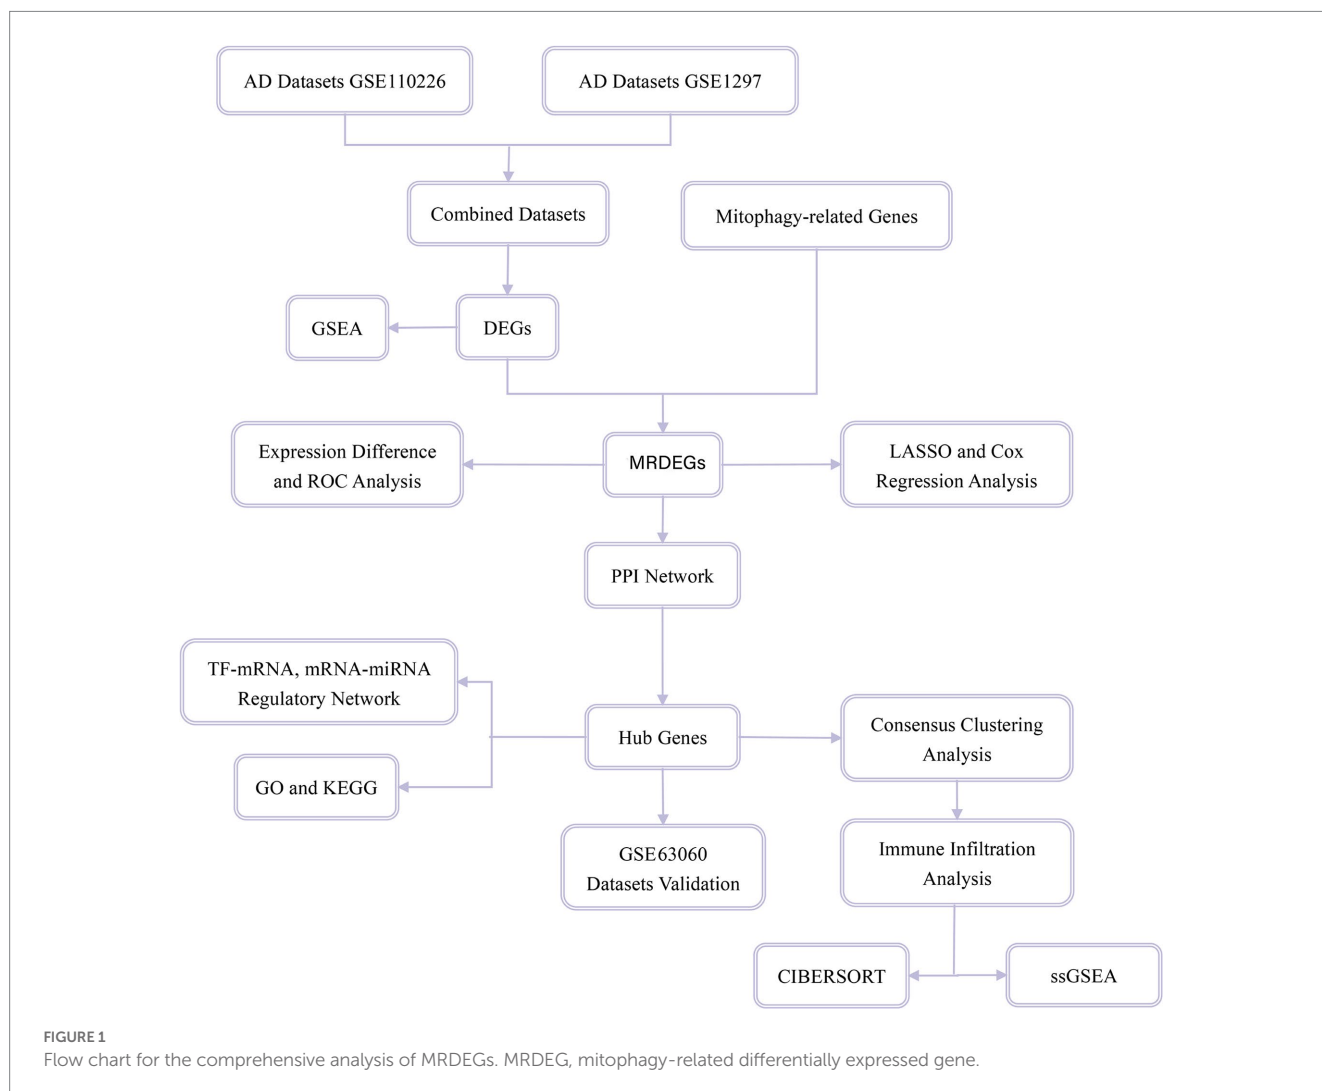 AD Datasets GSE110226
AD Datasets GSE1297
Combined Datasets
Mitophagy-related Genes
GSEA
DEGs
Expression Difference
and ROC Analysis
MRDEGs
LASSO and Cox
Regression Analysis
PPI Network
TF-mRNA, mRNA-miRNA
Regulatory Network
Hub Genes
Consensus Clustering
Analysis
GO and KEGG
GSE63060
Datasets Validation
Immune Infiltration
Analysis
CIBERSORT
ssGSEA
FIGURE 1
Flow chart for the comprehensive analysis of MRDEGs. MRDEG, mitophagy-related differentially expressed gene.